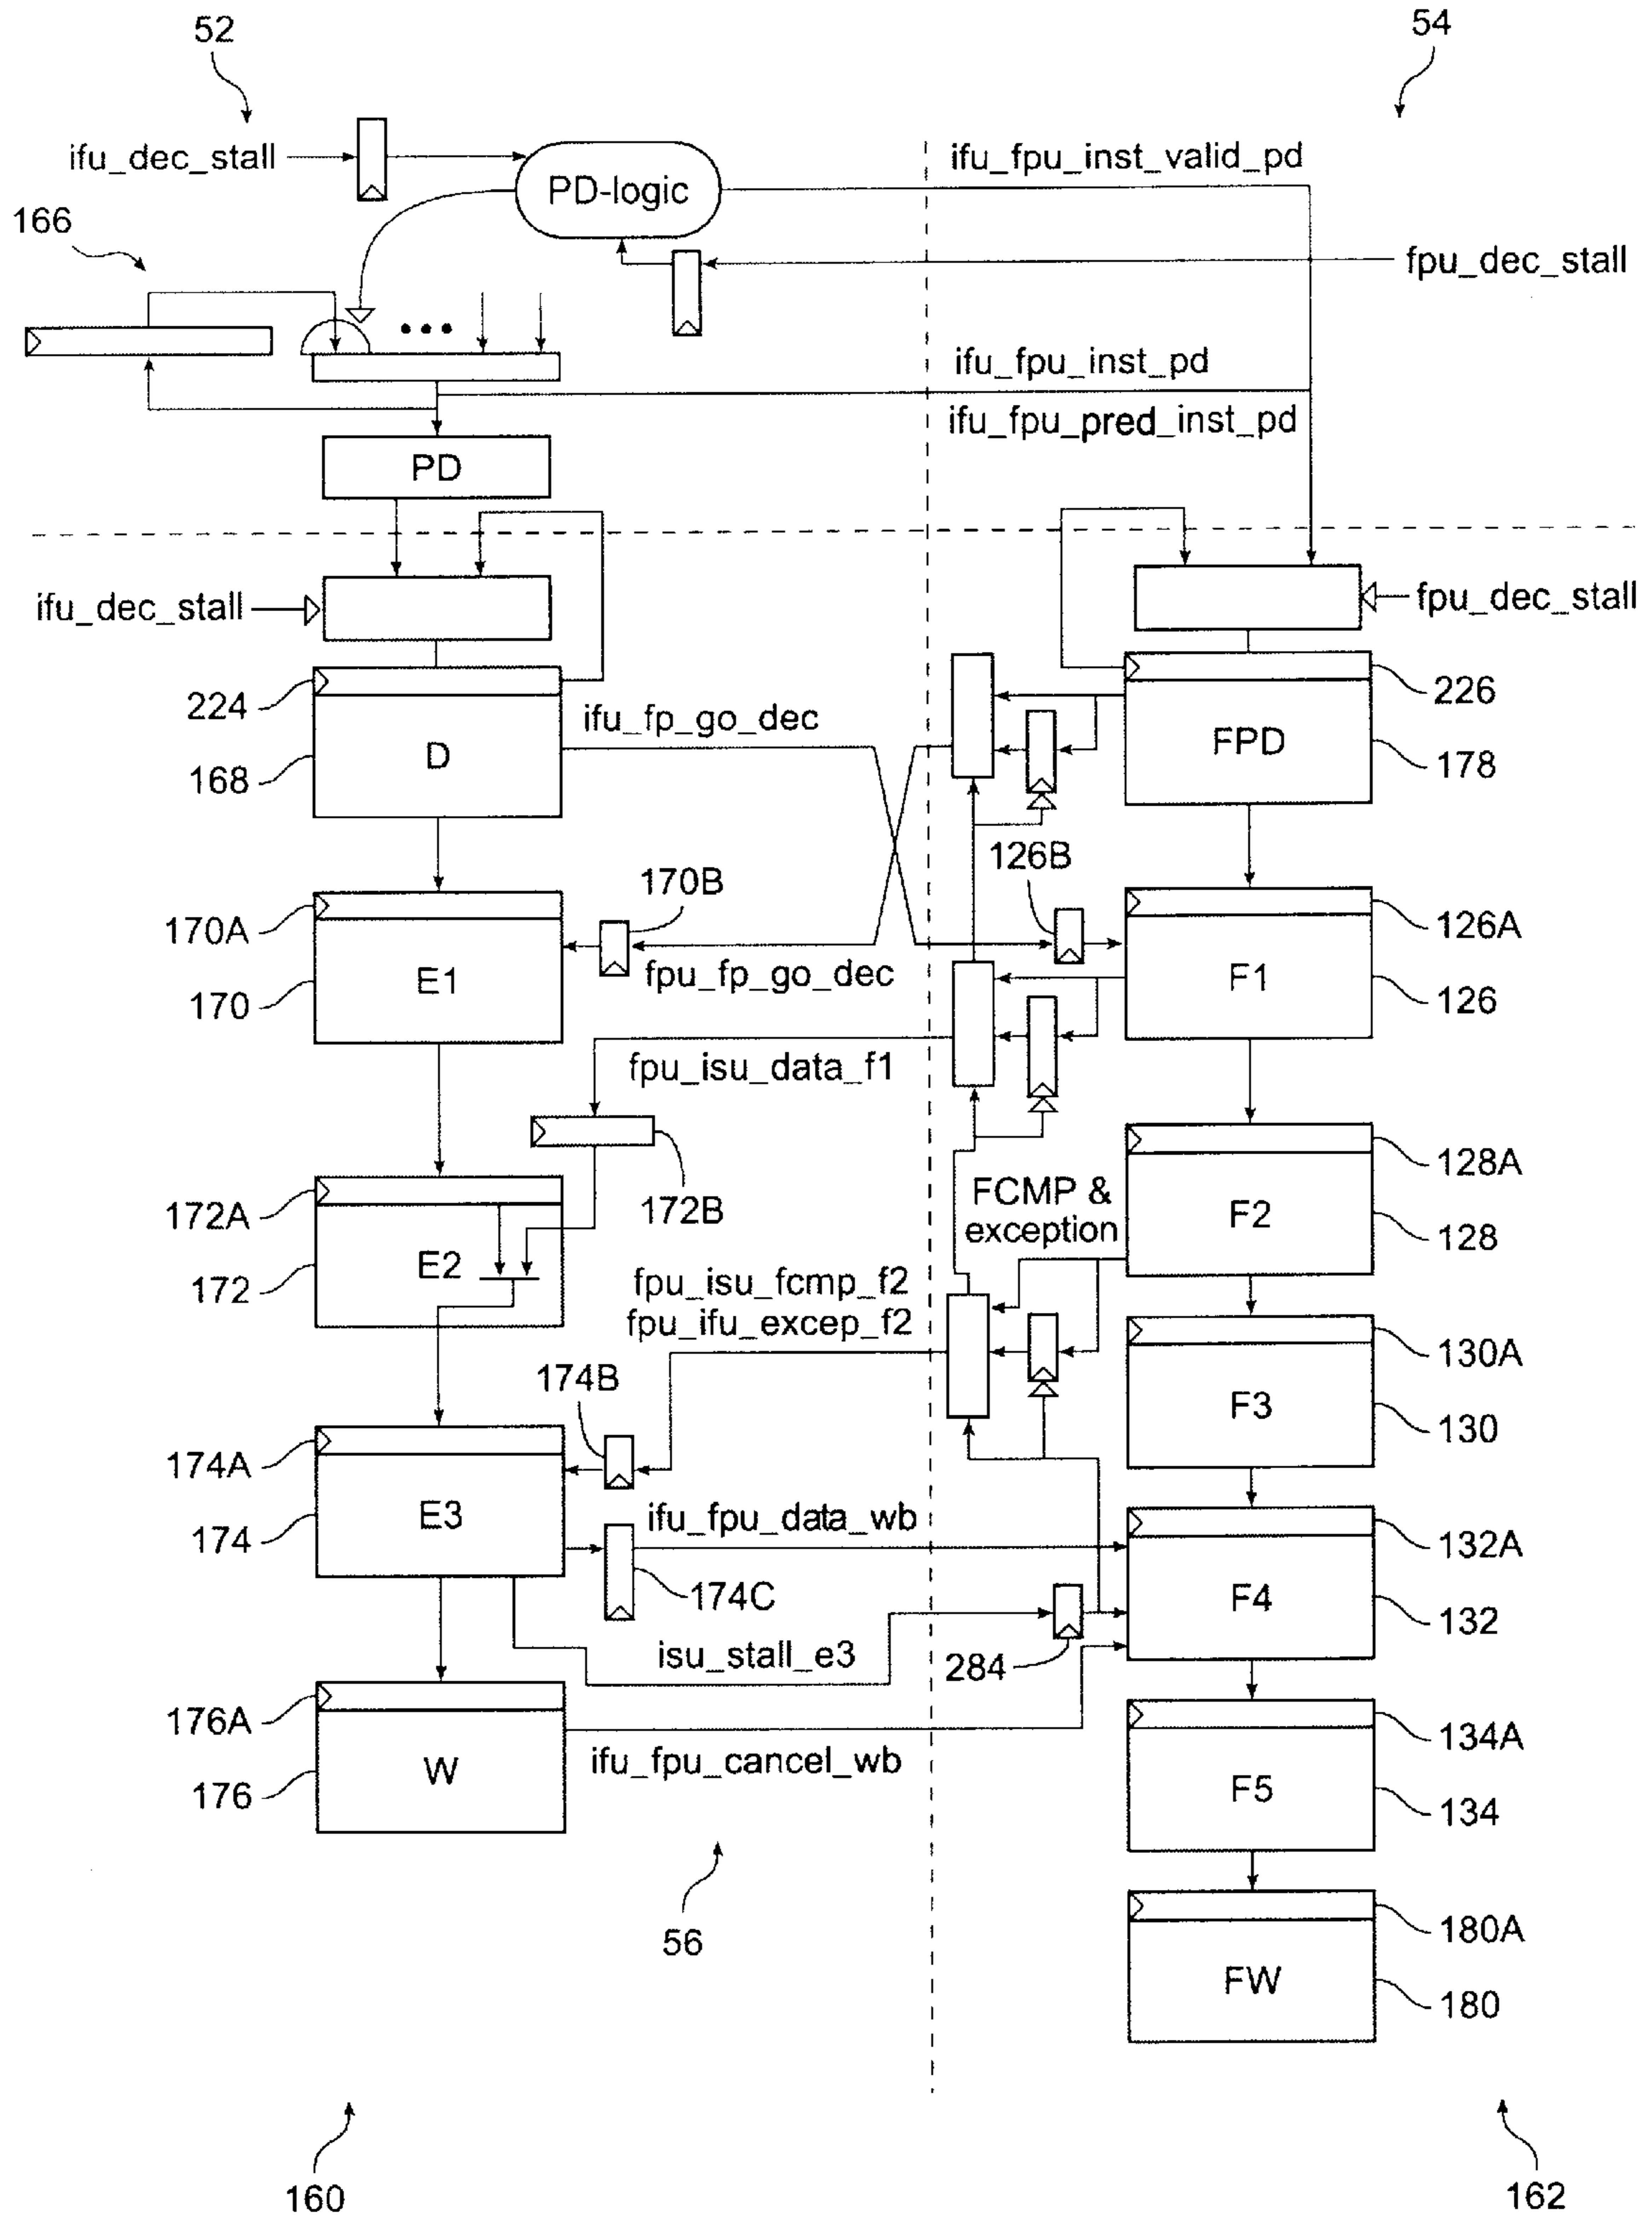 52
54
ifu_dec_stall
PD-logic
ifu_fpu_inst_valid_pd
166
fpu_dec_stall
ifu_fpu_inst_pd
ifu_fpu_pred_inst_pd
PD
ifu_dec_stall
fpu_dec_stall
224
226
ifu_fp_go_dec
D
FPD
168
178
126B
170B
170A
126A
fpu_fp_go_dec
E1
F1
170
126
fpu_isu_data_f1
128A
172A
172B
FCMP &
exception
F2
128
E2
172
fpu_isu_fcmp_f2
fpu_ifu_excep_f2
130A
174B
F3
130
174A
ifu_fpu_data_wb
E3
174
132A
174C
F4
132
isu_stall_e3
284
176A
134A
ifu_fpu_cancel_wb
W
176
F5
134
56
180A
FW
180
160
162